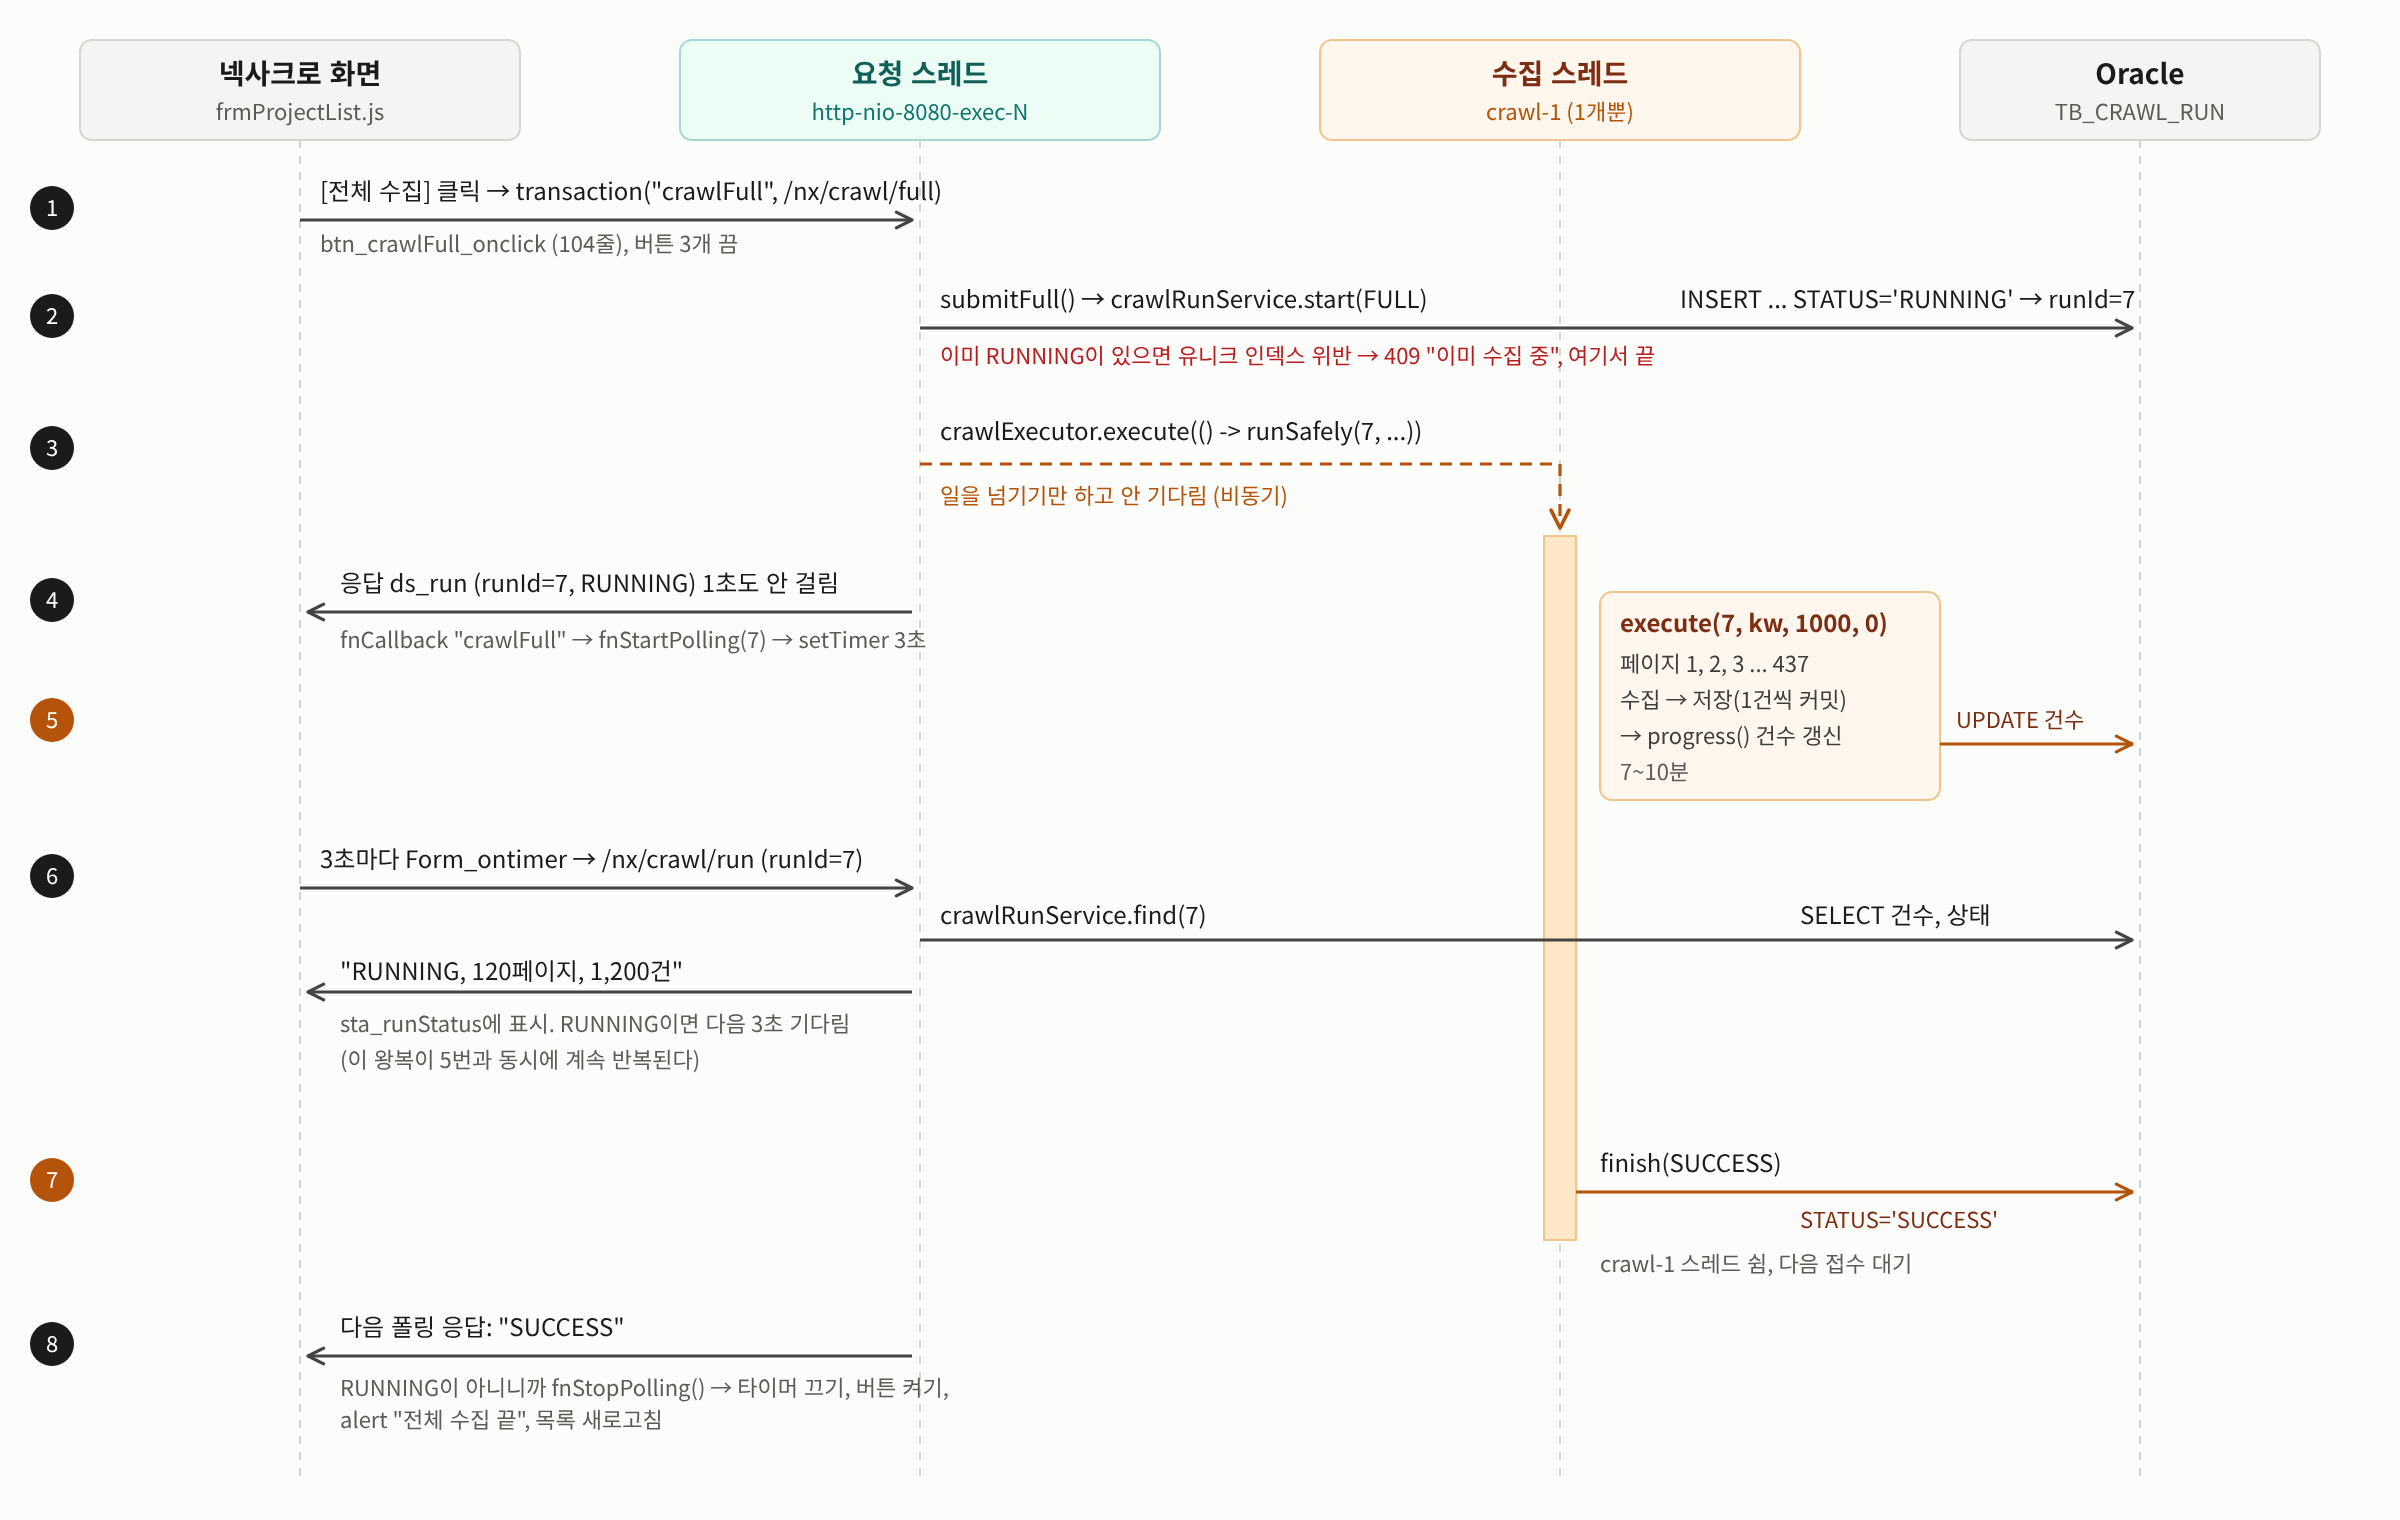 넥사크로 화면
frmProjectList.js
요청 스레드
http-nio-8080-exec-N
수집 스레드
crawl-1 (1개뿐)
Oracle
TB_CRAWL_RUN
1
[전체 수집] 클릭 → transaction("crawlFull", /nx/crawl/full)
btn_crawlFull_onclick (104줄), 버튼 3개 끔
2
submitFull() → crawlRunService.start(FULL)
INSERT ... STATUS='RUNNING' → runId=7
이미 RUNNING이 있으면 유니크 인덱스 위반 → 409 "이미 수집 중", 여기서 끝
3
crawlExecutor.execute(() -> runSafely(7, ...))
일을 넘기기만 하고 안 기다림 (비동기)
4
응답 ds_run (runId=7, RUNNING) 1초도 안 걸림
fnCallback "crawlFull" → fnStartPolling(7) → setTimer 3초
5
execute(7, kw, 1000, 0)
페이지 1, 2, 3 ... 437
수집 → 저장(1건씩 커밋)
→ progress() 건수 갱신
7~10분
UPDATE 건수
6
3초마다 Form_ontimer → /nx/crawl/run (runId=7)
crawlRunService.find(7)
SELECT 건수, 상태
"RUNNING, 120페이지, 1,200건"
sta_runStatus에 표시. RUNNING이면 다음 3초 기다림
(이 왕복이 5번과 동시에 계속 반복된다)
7
finish(SUCCESS)
STATUS='SUCCESS'
crawl-1 스레드 쉼, 다음 접수 대기
8
다음 폴링 응답: "SUCCESS"
RUNNING이 아니니까 fnStopPolling() → 타이머 끄기, 버튼 켜기,
alert "전체 수집 끝", 목록 새로고침